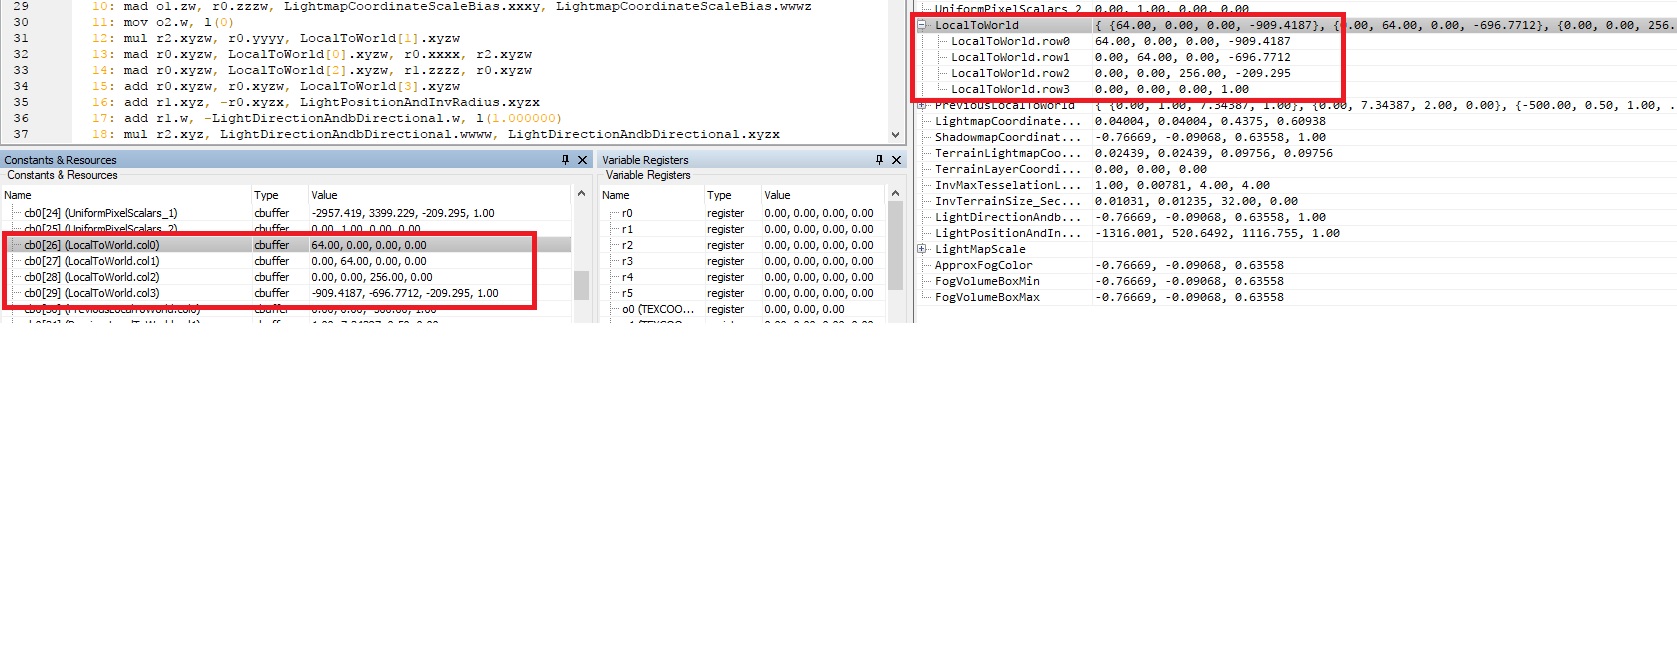 29 10: mad o1.zw, r0.zzzw, LightmapCoordinateScaleBias.xxxy, LightmapCoordinateScaleBias.wwwz
30 11: mov o2.w, l(0)
31 12: mul r2.xyzw, r0.yyyy, LocalToWorld[1].xyzw
32 13: mad r0.xyzw, LocalToWorld[0].xyzw, r0.xxxx, r2.xyzw
33 14: mad r0.xyzw, LocalToWorld[2].xyzw, r1.zzzz, r0.xyzw
34 15: add r0.xyzw, r0.xyzw, LocalToWorld[3].xyzw
35 16: add r1.xyz, -r0.xyzx, LightPositionAndInvRadius.xyzx
36 17: add r1.w, -LightDirectionAndbDirectional.w, l(1.000000)
37 18: mul r2.xyz, LightDirectionAndbDirectional.wwww, LightDirectionAndbDirectional.xyzx
Constants & Resources
Constants & Resources
Name Type Value
cb0[24] (UniformPixelScalars_1) cbuffer -2957.419, 3399.229, -209.295, 1.00
cb0[25] (UniformPixelScalars_2) cbuffer 0.00, 1.00, 0.00, 0.00
cb0[26] (LocalToWorld.col0) cbuffer 64.00, 0.00, 0.00, 0.00
cb0[27] (LocalToWorld.col1) cbuffer 0.00, 64.00, 0.00, 0.00
cb0[28] (LocalToWorld.col2) cbuffer 0.00, 0.00, 256.00, 0.00
cb0[29] (LocalToWorld.col3) cbuffer -909.4187, -696.7712, -209.295, 1.00
cb0[30] (PreviousLocalToWorld.col0) cbuffer 0.00, 0.00, -500.00, 1.00
Variable Registers
Variable Registers
Name Type Value
r0 register 0.00, 0.00, 0.00, 0.00
r1 register 0.00, 0.00, 0.00, 0.00
r2 register 0.00, 0.00, 0.00, 0.00
r3 register 0.00, 0.00, 0.00, 0.00
r4 register 0.00, 0.00, 0.00, 0.00
r5 register 0.00, 0.00, 0.00, 0.00
o0 (TEXCOO... register 0.00, 0.00, 0.00
UniformPixelScalars_2 0.00, 1.00, 0.00, 0.00
LocalToWorld { {64.00, 0.00, 0.00, -909.4187}, {0.00, 64.00, 0.00, -696.7712}, {0.00, 0.00, 256.
LocalToWorld.row0 64.00, 0.00, 0.00, -909.4187
LocalToWorld.row1 0.00, 64.00, 0.00, -696.7712
LocalToWorld.row2 0.00, 0.00, 256.00, -209.295
LocalToWorld.row3 0.00, 0.00, 0.00, 1.00
PreviousLocalToWorld { {0.00, 1.00, 7.34387, 1.00}, {0.00, 7.34387, 2.00, 0.00}, {-500.00, 0.50, 1.00, .
LightmapCoordinate... 0.04004, 0.04004, 0.4375, 0.60938
ShadowmapCoordinat... -0.76669, -0.09068, 0.63558, 1.00
TerrainLightmapCoo... 0.02439, 0.02439, 0.09756, 0.09756
TerrainLayerCoordi... 0.00, 0.00, 0.00
InvMaxTesselationL... 1.00, 0.00781, 4.00, 4.00
InvTerrainSize_Sec... 0.01031, 0.01235, 32.00, 0.00
LightDirectionAndb... -0.76669, -0.09068, 0.63558, 1.00
LightPositionAndIn... -1316.001, 520.6492, 1116.755, 1.00
LightMapScale
ApproxFogColor -0.76669, -0.09068, 0.63558
FogVolumeBoxMin -0.76669, -0.09068, 0.63558
FogVolumeBoxMax -0.76669, -0.09068, 0.63558